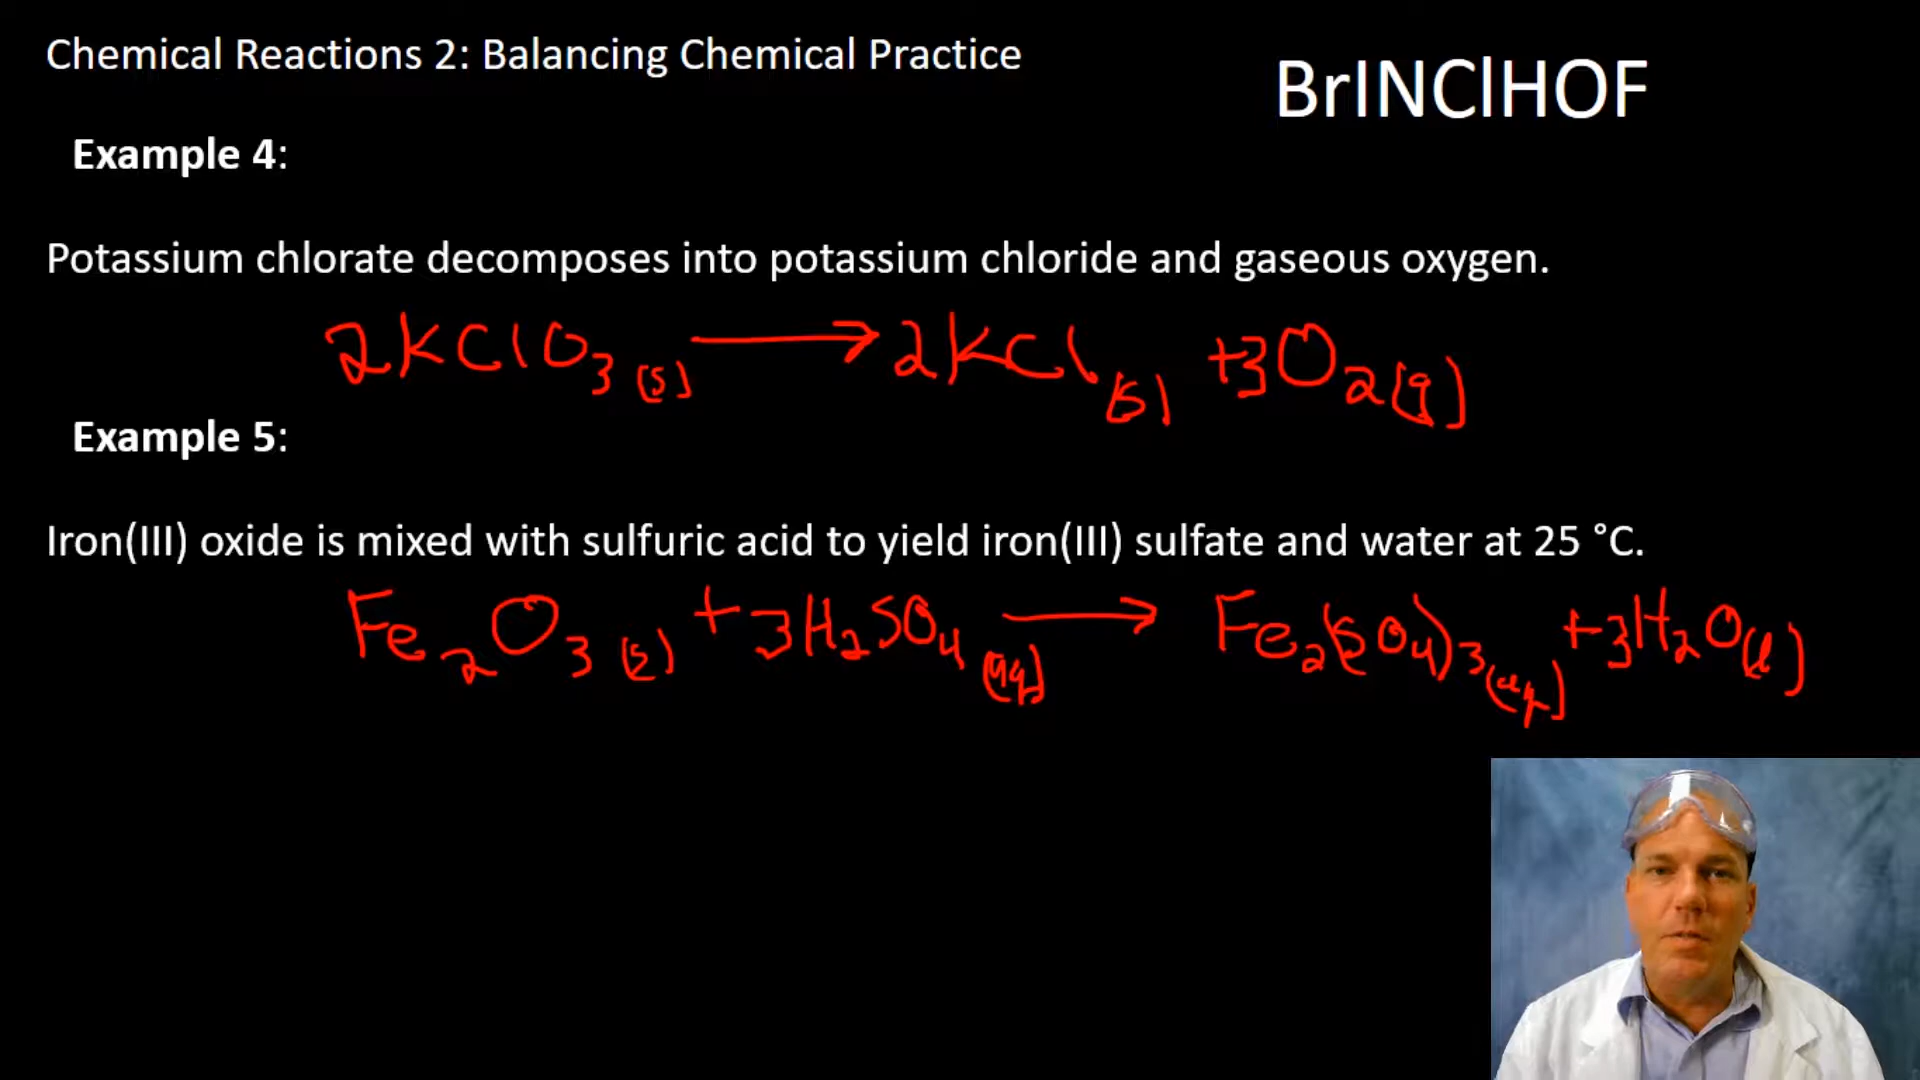 Chemical Reactions 2: Balancing Chemical Practice
BrINClHOF
Example 4:
Potassium chlorate decomposes into potassium chloride and gaseous oxygen.
2KClO3(s) → 2KCl(s) +3O2(g)
Example 5:
Iron(III) oxide is mixed with sulfuric acid to yield iron(III) sulfate and water at 25 °C.
Fe2O3(s) +3H2SO4(aq) → Fe2(SO4)3(aq) +3H2O(l)